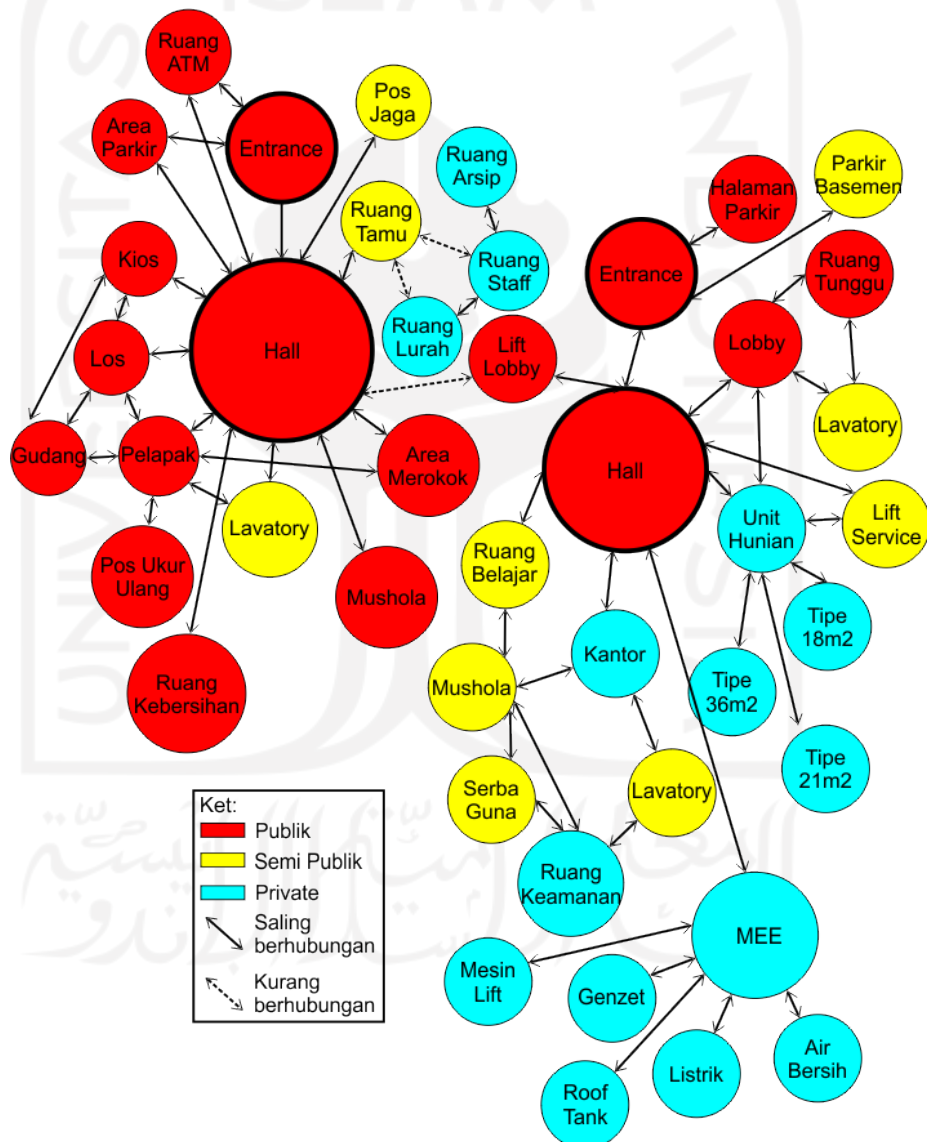 ISLAM
UNIVERSITAS
INDONESIA
Ruang
ATM
Area
Parkir
Entrance
Pos
Jaga
Ruang
Arsip
Ruang
Tamu
Ruang
Staff
Ruang
Lurah
Kios
Hall
Los
Lift
Lobby
Gudang
Pelapak
Area
Merokok
Lavatory
Pos Ukur
Ulang
Mushola
Ruang
Kebersihan
Halaman
Parkir
Parkir
Basemen
Entrance
Ruang
Tunggu
Lobby
Lavatory
Hall
Unit
Hunian
Lift
Service
Ruang
Belajar
Kantor
Tipe
18m2
Mushola
Tipe
36m2
Tipe
21m2
Serba
Guna
Lavatory
Ruang
Keamanan
MEE
Mesin
Lift
Genzet
Roof
Tank
Listrik
Air
Bersih
Ket:
Publik
Semi Publik
Private
Saling
berhubungan
Kurang
berhubungan